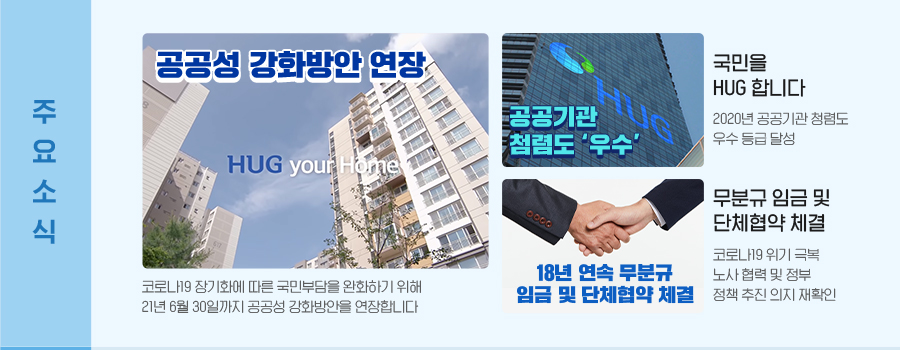 주요소식
공공성 강화방안 연장
HUG your Home
코로나19 장기화에 따른 국민부담을 완화하기 위해
21년 6월 30일까지 공공성 강화방안을 연장합니다
HUG
공공기관
첨렴도 ‘우수’
국민을
HUG 합니다
2020년 공공기관 청렴도
우수 등급 달성
18년 연속 무분규
임금 및 단체협약 체결
무분규 임금 및
단체협약 체결
코로나19 위기 극복
노사 협력 및 정부
정책 추진 의지 재확인